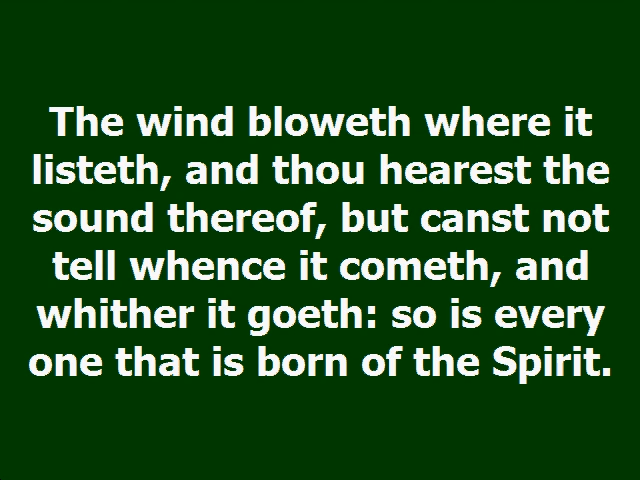 The wind bloweth where it
listeth, and thou hearest the
sound thereof, but canst not
tell whence it cometh, and
whither it goeth: so is every
one that is born of the Spirit.